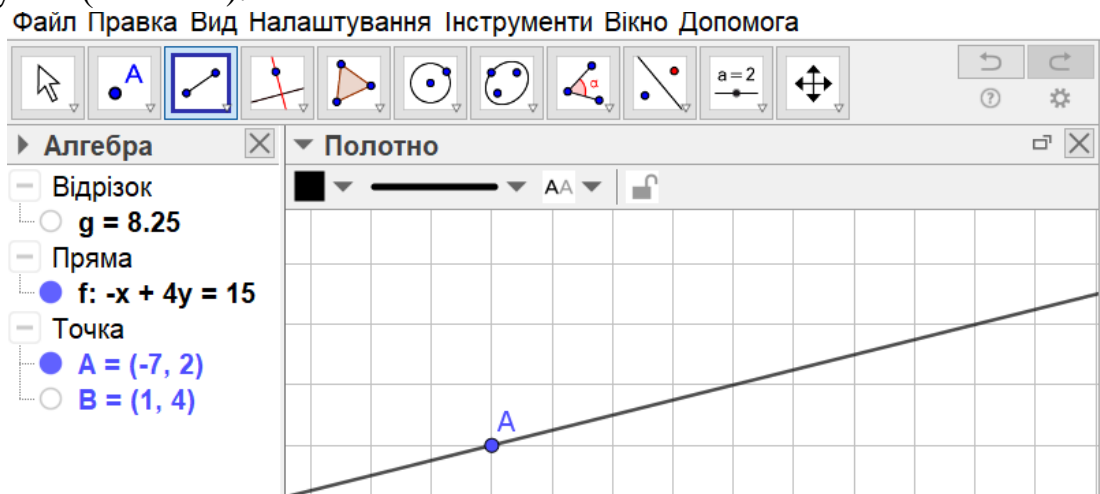 Файл Правка Вид Налаштування Інструменти Вікно Допомога
A
α
a = 2
Алгебра
Полотно
Відрізок
AA
g = 8.25
Пряма
f: -x + 4y = 15
Точка
A = (-7, 2)
B = (1, 4)
A